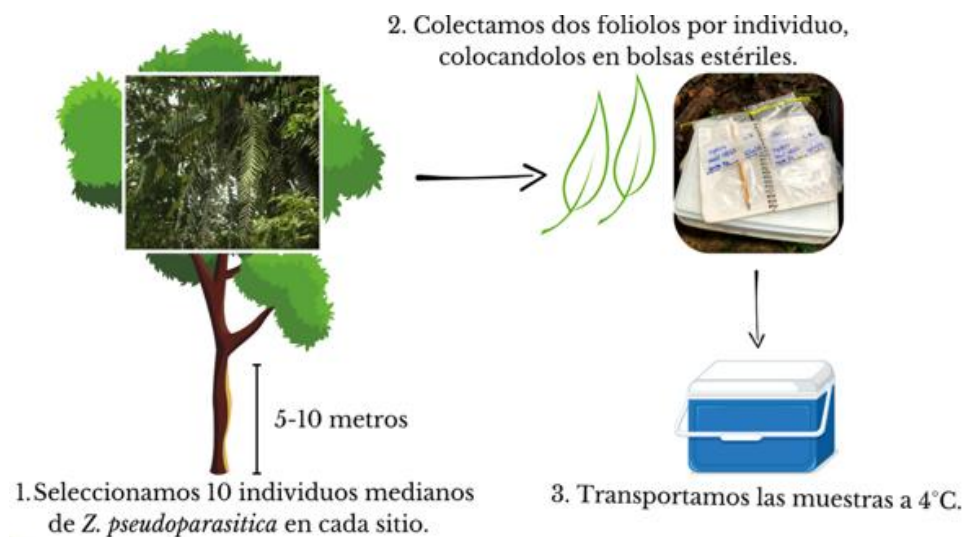 2. Colectamos dos foliolos por individuo,
colocandolos en bolsas estériles.
5-10 metros
1. Seleccionamos 10 individuos medianos
de Z. pseudoparasitica en cada sitio.
3. Transportamos las muestras a 4°C.